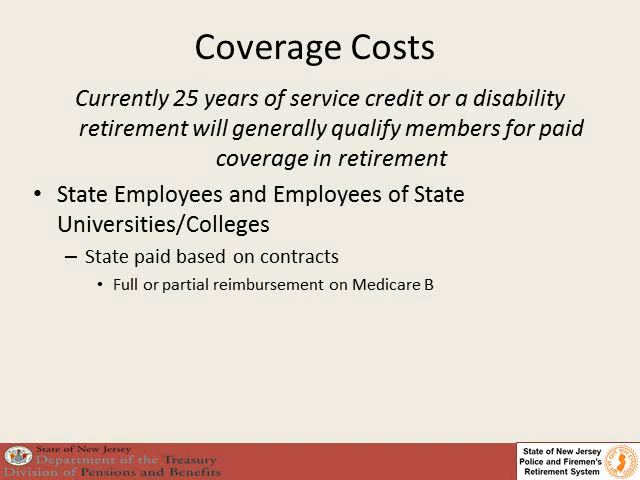 Coverage Costs
Currently 25 years of service credit or a disability
retirement will generally qualify members for paid
coverage in retirement
• State Employees and Employees of State
Universities/Colleges
– State paid based on contracts
• Full or partial reimbursement on Medicare B
State of New Jersey
Department of the Treasury
Division of Pensions and Benefits
State of New Jersey
Police and Firemen's
Retirement System